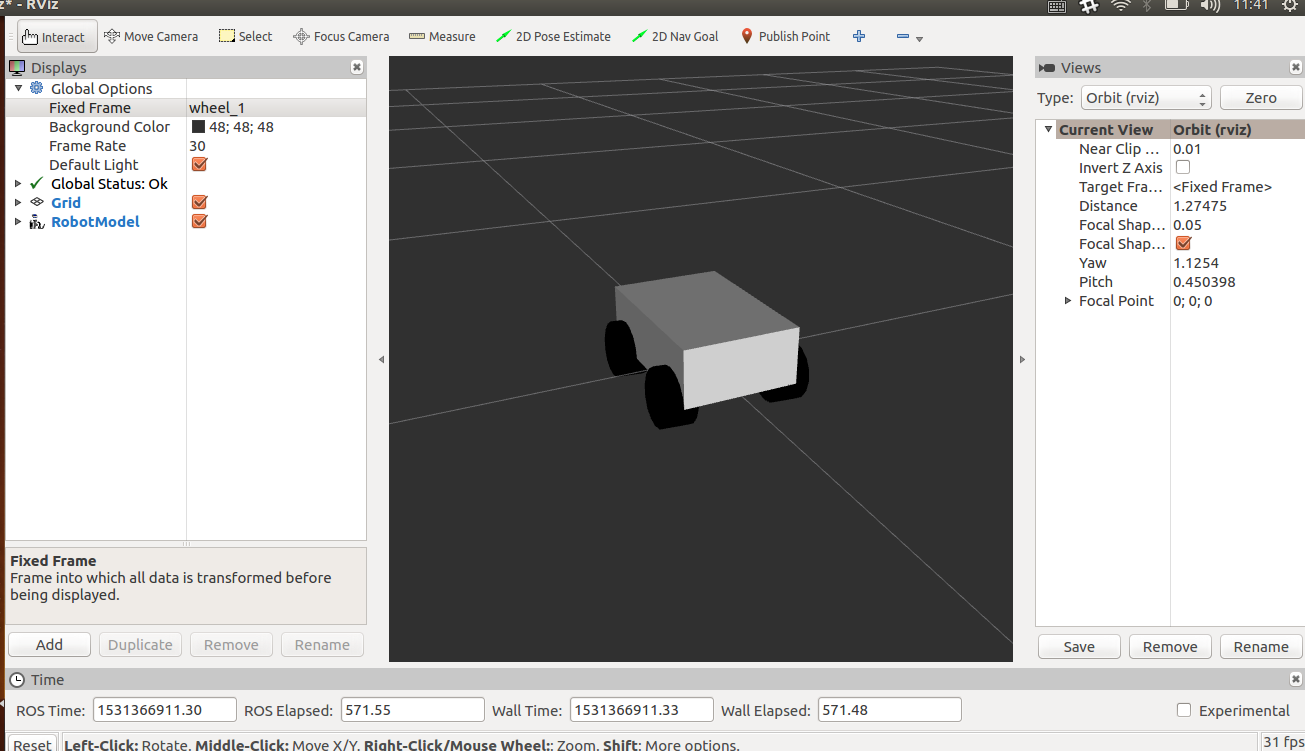 z* - RViz 11:41
Interact Move Camera Select Focus Camera Measure 2D Pose Estimate 2D Nav Goal Publish Point
Displays
Global Options
Fixed Frame wheel_1
Background Color 48; 48; 48
Frame Rate 30
Default Light
Global Status: Ok
Grid
RobotModel
Fixed Frame
Frame into which all data is transformed before
being displayed.
Add Duplicate Remove Rename
Views
Type: Orbit (rviz) Zero
Current View Orbit (rviz)
Near Clip ... 0.01
Invert Z Axis
Target Fra... <Fixed Frame>
Distance 1.27475
Focal Shap... 0.05
Focal Shap...
Yaw 1.1254
Pitch 0.450398
Focal Point 0; 0; 0
Save Remove Rename
Time
ROS Time: 1531366911.30 ROS Elapsed: 571.55 Wall Time: 1531366911.33 Wall Elapsed: 571.48 Experimental
Reset Left-Click: Rotate. Middle-Click: Move X/Y. Right-Click/Mouse Wheel:: Zoom. Shift: More options. 31 fps